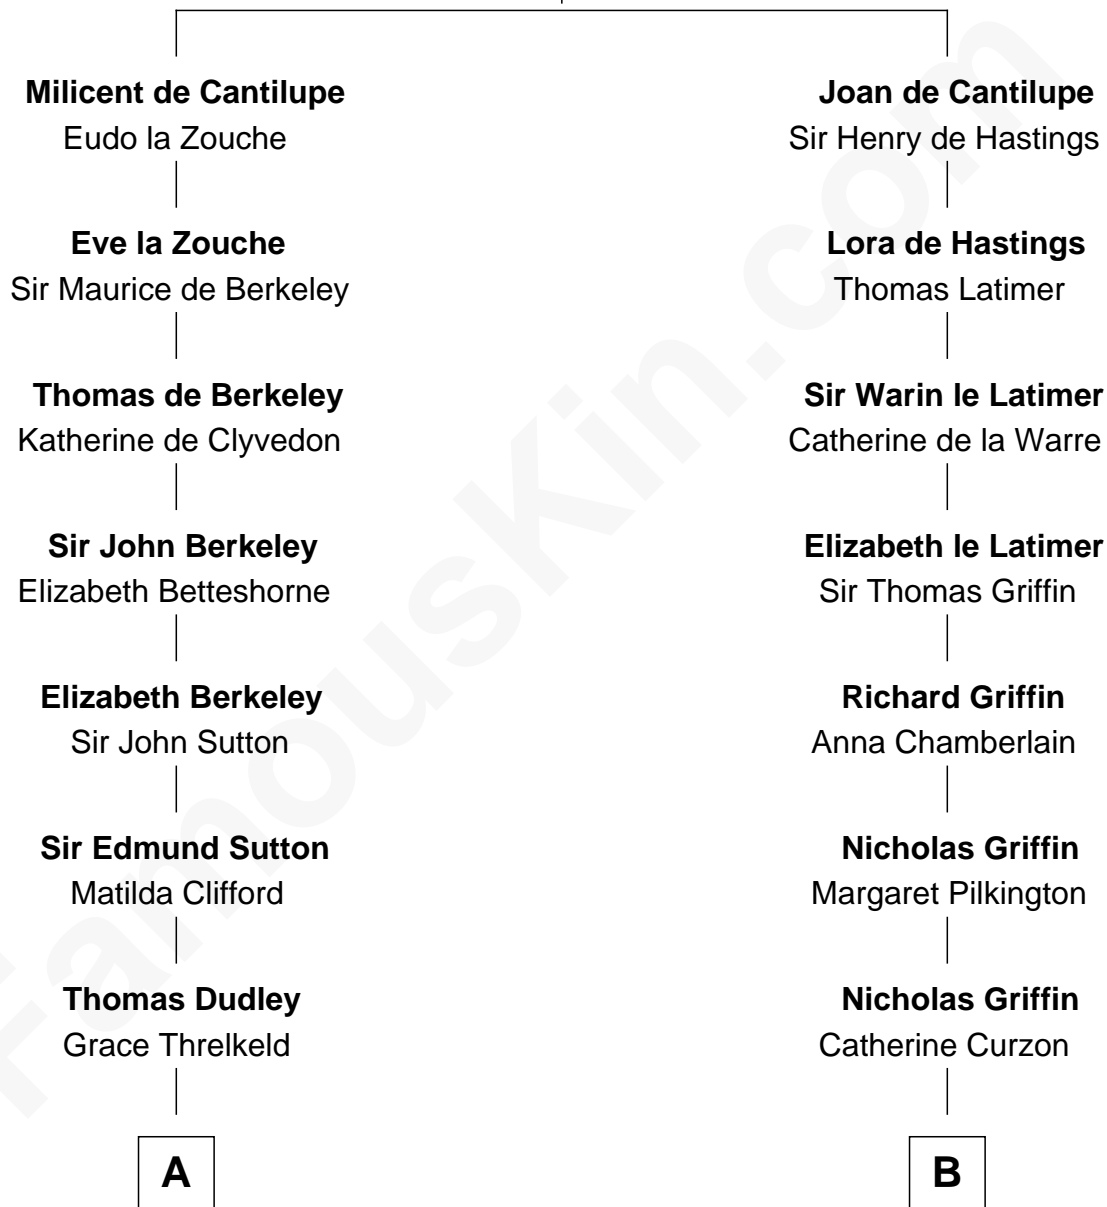 Milicent de Cantilupe
Eudo la Zouche
Eve la Zouche
Sir Maurice de Berkeley
Thomas de Berkeley
Katherine de Clyvedon
Sir John Berkeley
Elizabeth Betteshorne
Elizabeth Berkeley
Sir John Sutton
Sir Edmund Sutton
Matilda Clifford
Thomas Dudley
Grace Threlkeld
A
Joan de Cantilupe
Sir Henry de Hastings
Lora de Hastings
Thomas Latimer
Sir Warin le Latimer
Catherine de la Warre
Elizabeth le Latimer
Sir Thomas Griffin
Richard Griffin
Anna Chamberlain
Nicholas Griffin
Margaret Pilkington
Nicholas Griffin
Catherine Curzon
B
FamousKin.com